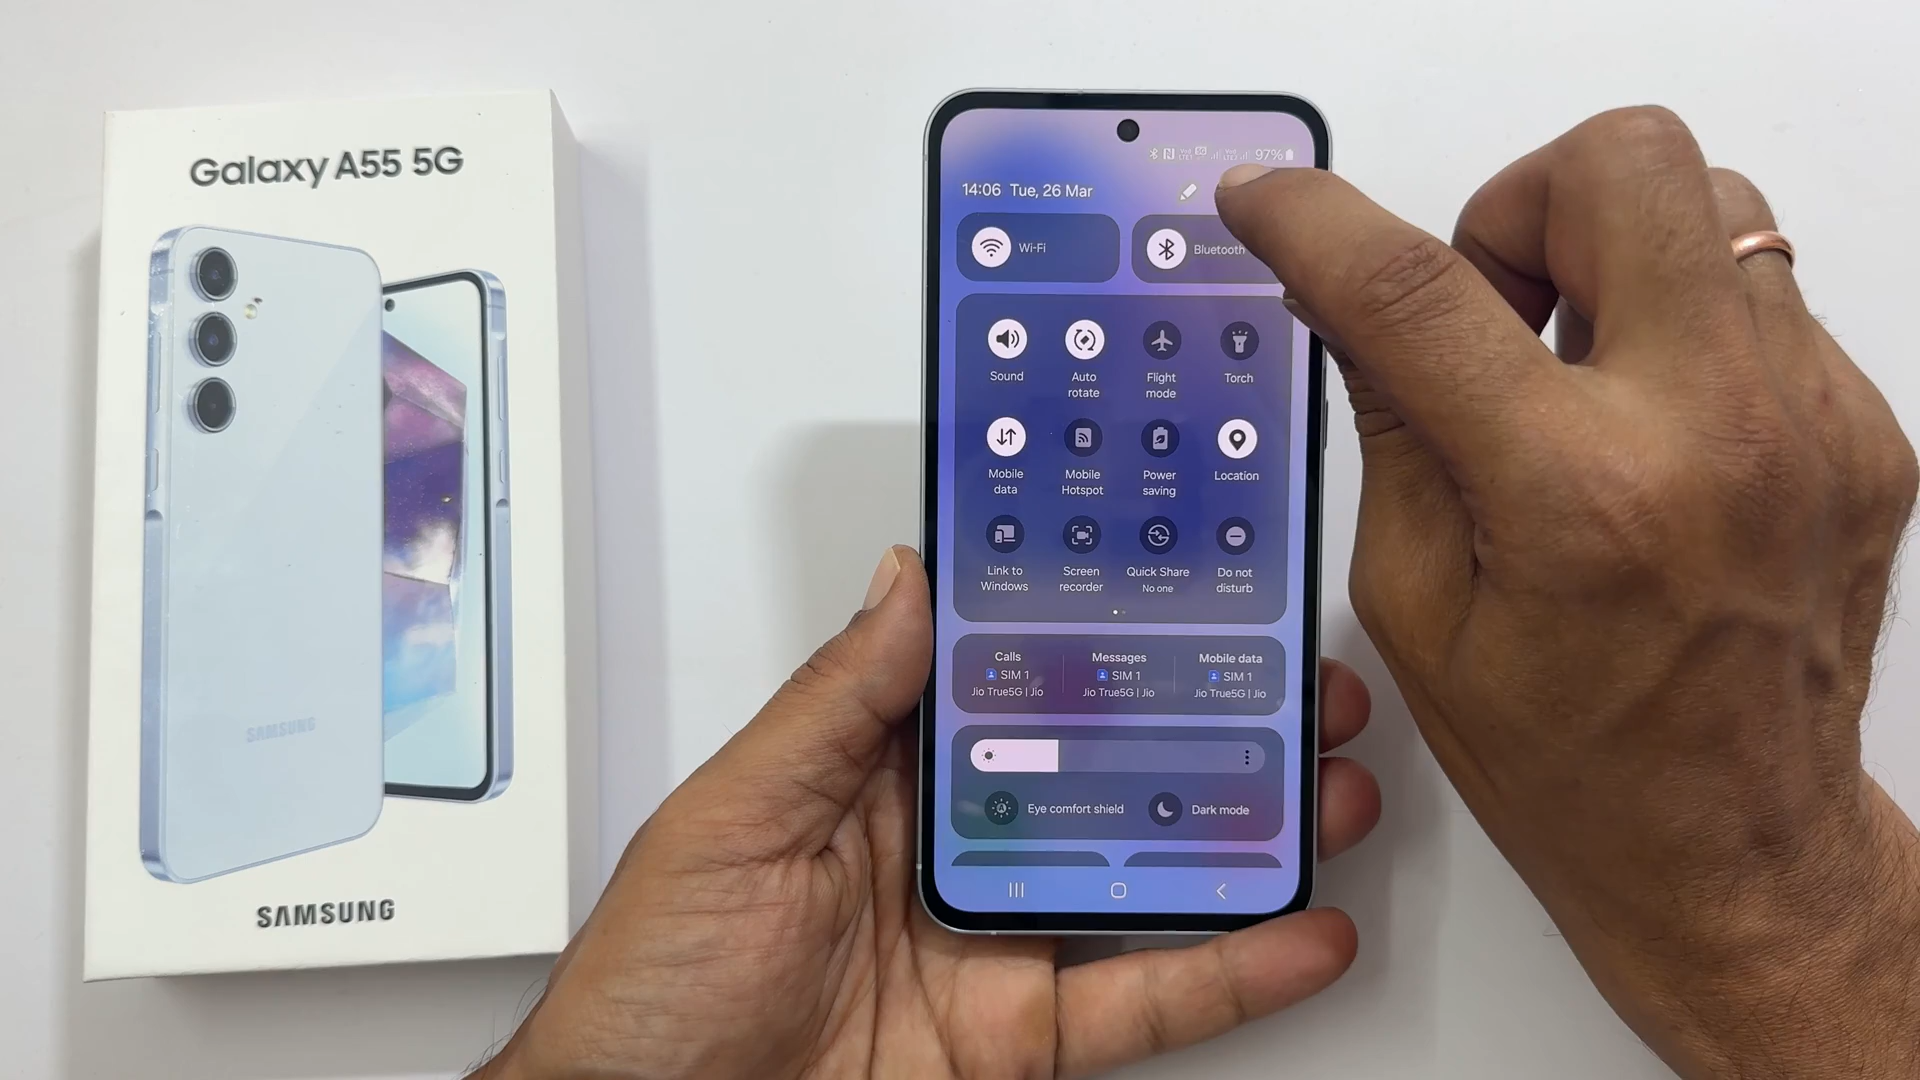 Galaxy A55 5G
SAMSUNG
SAMSUNG
97%
14:06 Tue, 26 Mar
Wi-Fi
Bluetooth
Sound
Auto
rotate
Flight
mode
Torch
Mobile
data
Mobile
Hotspot
Power
saving
Location
Link to
Windows
Screen
recorder
Quick Share
No one
Do not
disturb
Calls
SIM 1
Jio True5G | Jio
Messages
SIM 1
Jio True5G | Jio
Mobile data
SIM 1
Jio True5G | Jio
Eye comfort shield
Dark mode